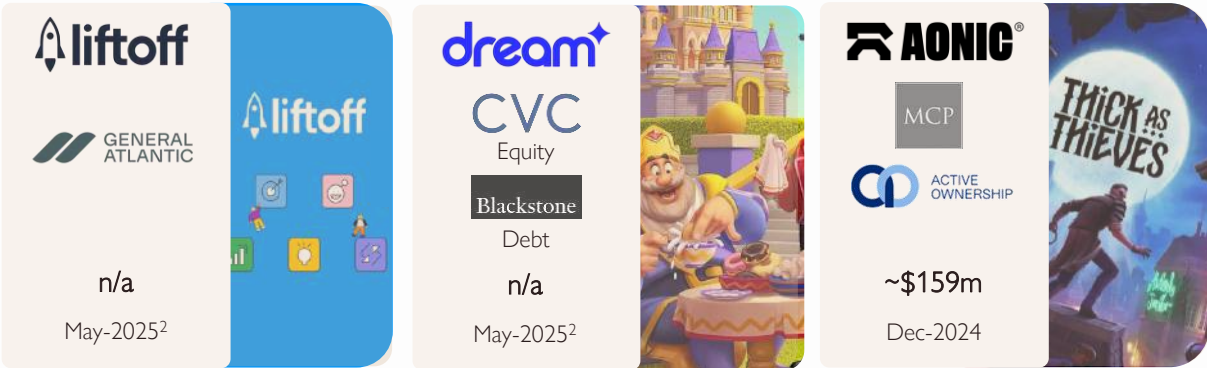 liftoff
GENERAL
ATLANTIC
n/a
May-2025²
liftoff
dream
CVC
Equity
Blackstone
Debt
n/a
May-2025²
AONIC®
MCP
ACTIVE
OWNERSHIP
~$159m
Dec-2024
THICK AS
THIEVES